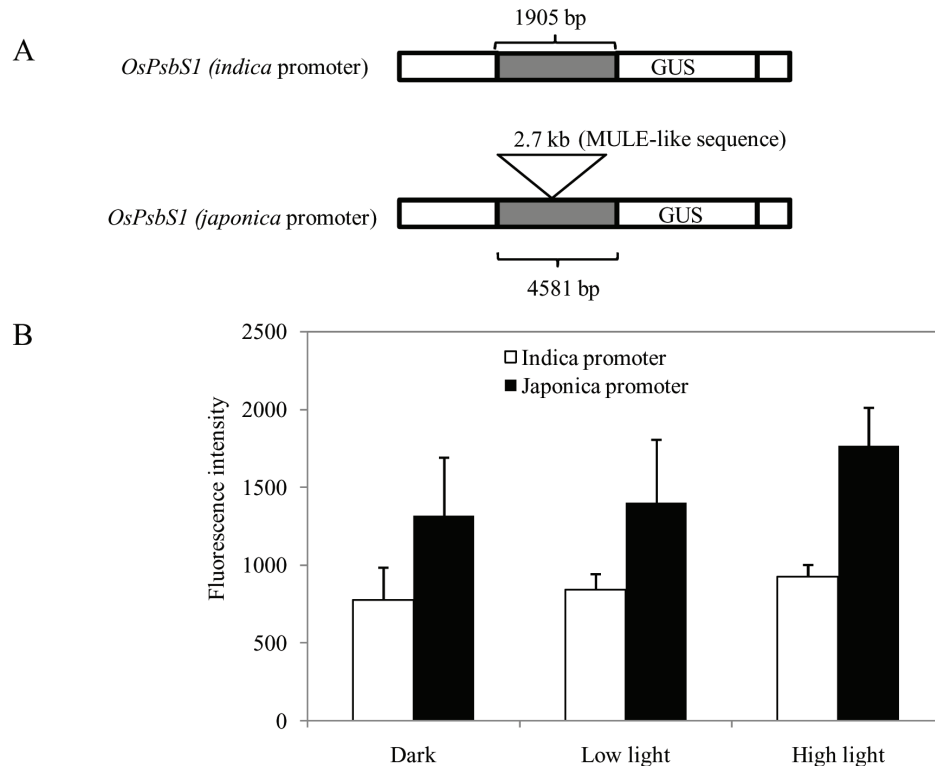 A
1905 bp
OsPsbS1 (indica promoter)
GUS
2.7 kb (MULE-like sequence)
OsPsbS1 (japonica promoter)
GUS
4581 bp
B
2500
2000
1500
1000
500
0
Fluorescence intensity
Indica promoter
Japonica promoter
Dark
Low light
High light